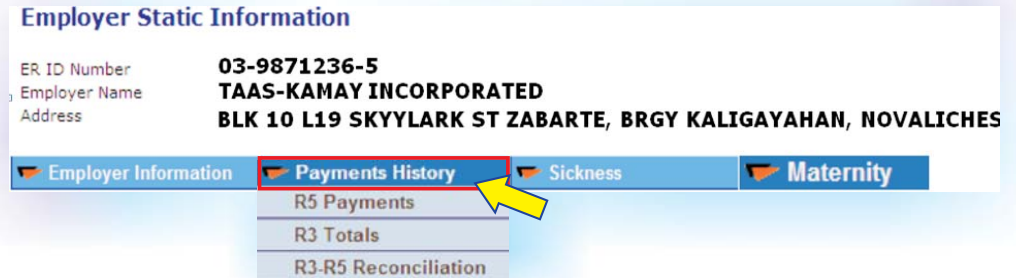 Employer Static Information
ER ID Number 03-9871236-5
Employer Name TAAS-KAMAY INCORPORATED
Address BLK 10 L19 SKYYLARK ST ZABARTE, BRGY KALIGAYAHAN, NOVALICHES
Employer Information Payments History Sickness Maternity
R5 Payments
R3 Totals
R3-R5 Reconciliation